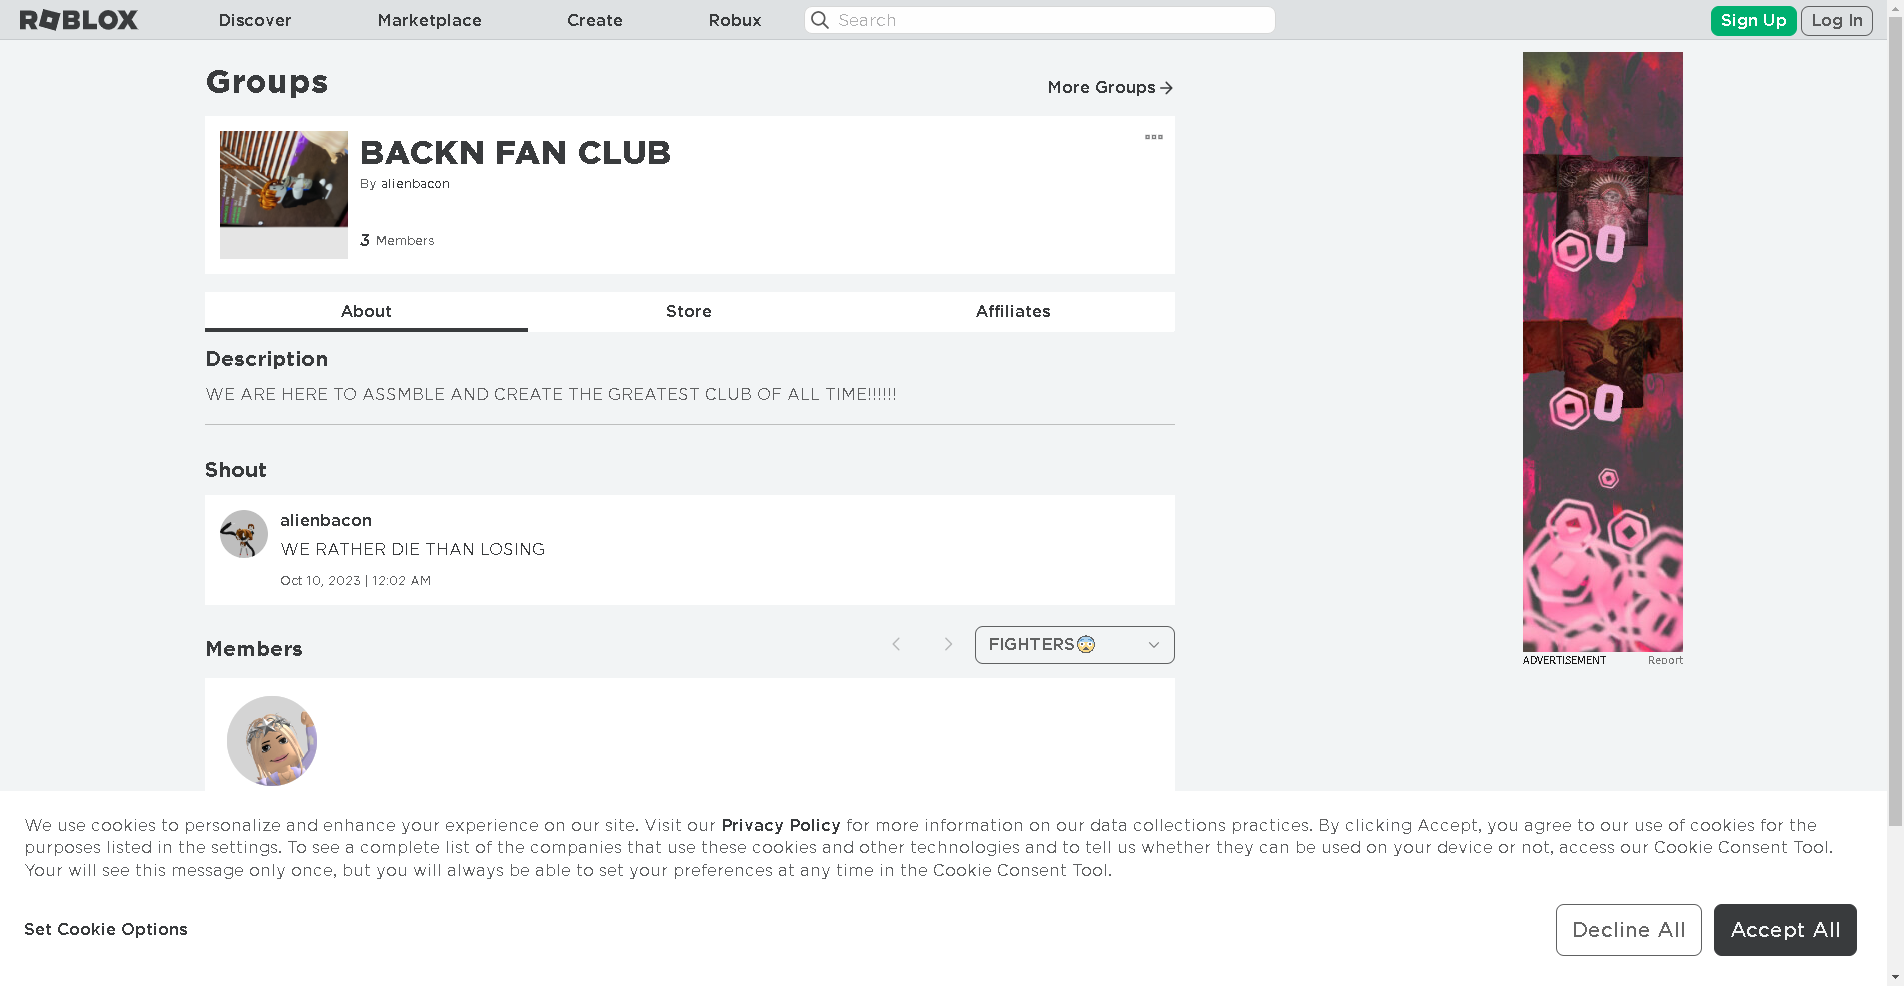 ROBLOX
Discover
Marketplace
Create
Robux
Search
Sign Up
Log In
Groups
More Groups
BACKN FAN CLUB
By alienbacon
3 Members
About
Store
Affiliates
Description
WE ARE HERE TO ASSMBLE AND CREATE THE GREATEST CLUB OF ALL TIME!!!!!!
Shout
alienbacon
WE RATHER DIE THAN LOSING
Oct 10, 2023 | 12:02 AM
Members
FIGHTERS😨
0
0
ADVERTISEMENT
Report
We use cookies to personalize and enhance your experience on our site. Visit our Privacy Policy for more information on our data collections practices. By clicking Accept, you agree to our use of cookies for the
purposes listed in the settings. To see a complete list of the companies that use these cookies and other technologies and to tell us whether they can be used on your device or not, access our Cookie Consent Tool.
Your will see this message only once, but you will always be able to set your preferences at any time in the Cookie Consent Tool.
Set Cookie Options
Decline All
Accept All